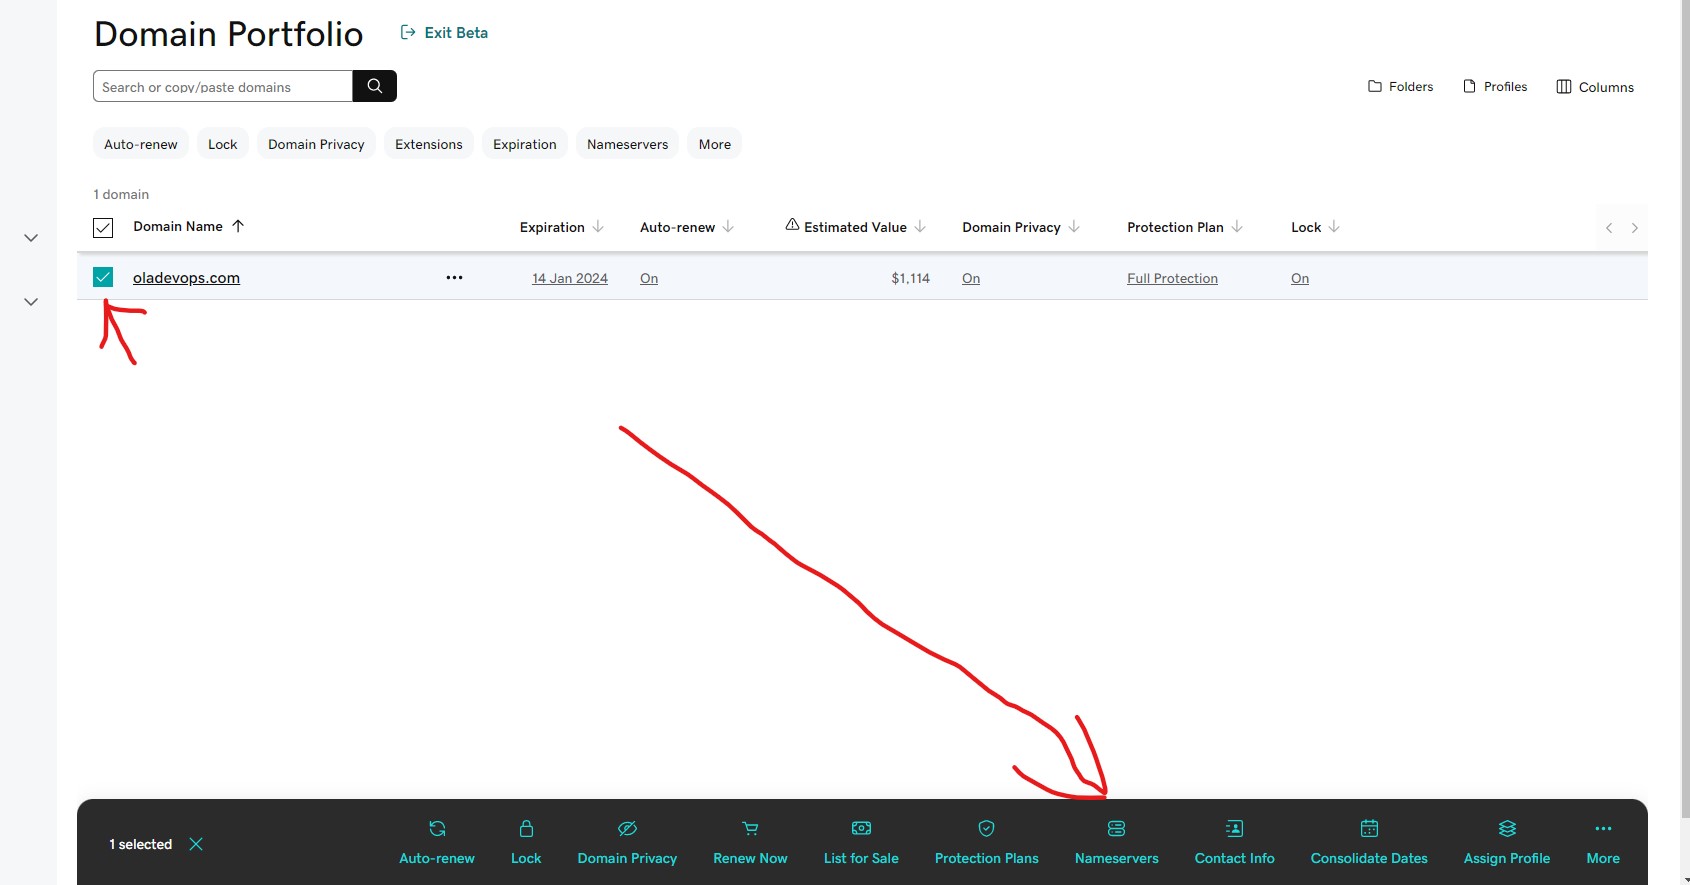 Domain Portfolio Exit Beta
Search or copy/paste domains
Folders Profiles Columns
Auto-renew Lock Domain Privacy Extensions Expiration Nameservers More
1 domain
Domain Name Expiration Auto-renew Estimated Value Domain Privacy Protection Plan Lock
oladevops.com ••• 14 Jan 2024 On $1,114 On Full Protection On
1 selected
Auto-renew Lock Domain Privacy Renew Now List for Sale Protection Plans Nameservers Contact Info Consolidate Dates Assign Profile More